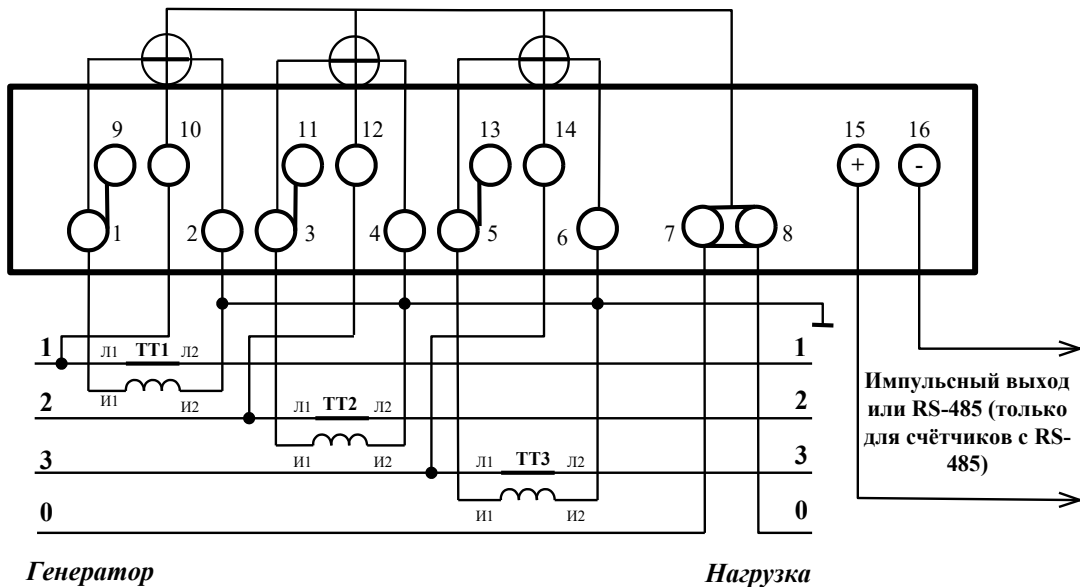 9 10 11 12 13 14 15 16
+ -
1 2 3 4 5 6 7 8
1 Л1 ТТ1 Л2 1
И1 И2
2 Л1 ТТ2 Л2 2
И1 И2
3 Л1 ТТ3 Л2 3
И1 И2
0 0
Импульсный выход
или RS-485 (только
для счётчиков с RS-
485)
Генератор Нагрузка